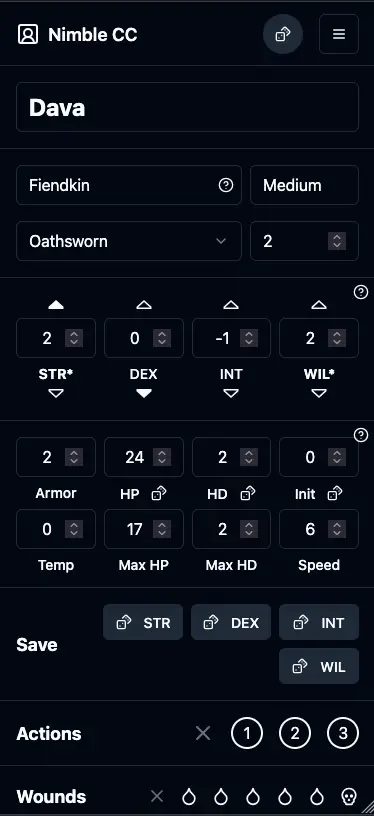 Nimble CC
Dava
Fiendkin
Medium
Oathsworn
2
2 0 -1 2
STR* DEX INT WIL*
2 24 2 0
Armor HP HD Init
0 17 2 6
Temp Max HP Max HD Speed
Save
STR DEX INT
WIL
Actions 1 2 3
Wounds